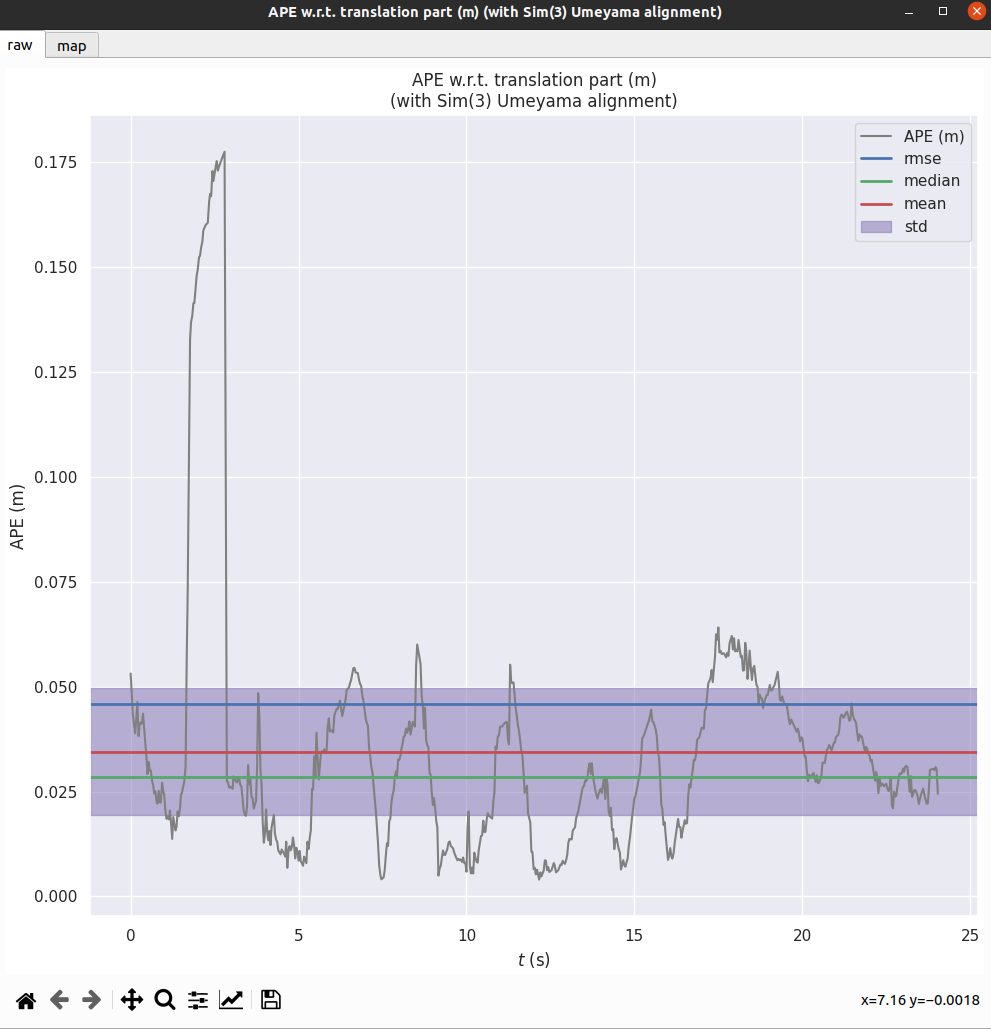 APE w.r.t. translation part (m) (with Sim(3) Umeyama alignment)
raw
map
APE w.r.t. translation part (m)
(with Sim(3) Umeyama alignment)
APE (m)
rmse
median
mean
std
0.175
0.150
0.125
0.100
0.075
0.050
0.025
0.000
APE (m)
0
5
10
15
20
25
t (s)
x=7.16 y=−0.0018